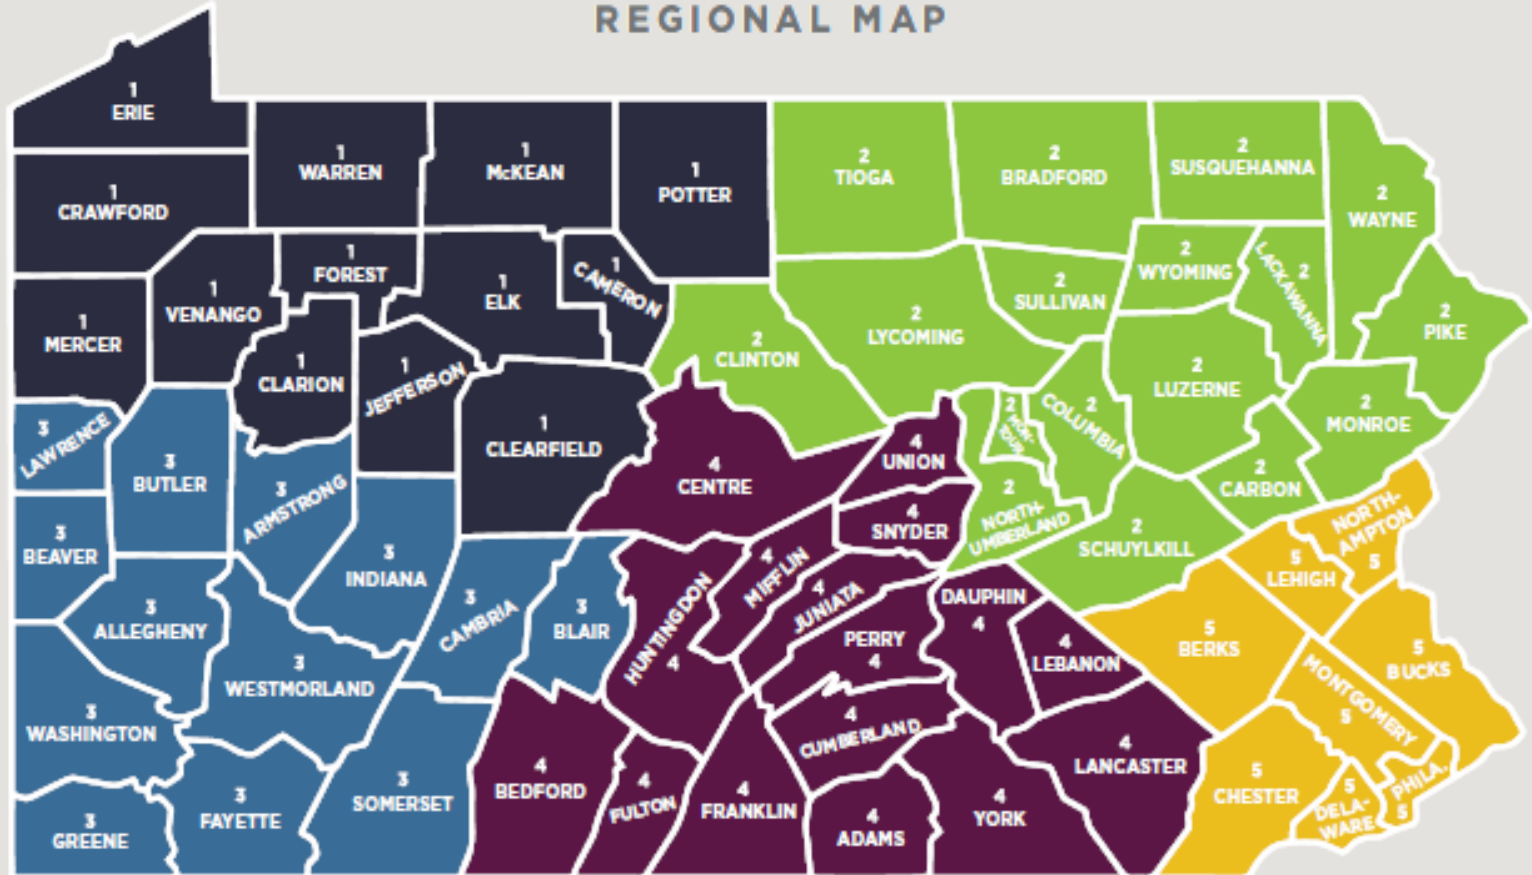 REGIONAL MAP
1
ERIE
1
WARREN
1
McKEAN
1
POTTER
2
TIOGA
2
BRADFORD
2
SUSQUEHANNA
2
WAYNE
1
CRAWFORD
1
FOREST
1
VENANGO
1
ELK
1
CAMERON
2
SULLIVAN
2
WYOMING
2
LACKAWANNA
1
MERCER
1
CLARION
1
JEFFERSON
2
CLINTON
2
LYCOMING
2
LUZERNE
2
PIKE
2
MONROE
3
LAWRENCE
3
BUTLER
3
ARMSTRONG
1
CLEARFIELD
4
CENTRE
4
UNION
2
MON-
TOUR
2
COLUMBIA
2
CARBON
3
BEAVER
3
INDIANA
4
SNYDER
2
NORTH-
UMBERLAND
2
SCHUYLKILL
NORTH-
AMPTON
5
5
LEHIGH
3
ALLEGHENY
3
CAMBRIA
3
BLAIR
HUNTINGDON
4
4
MIFFLIN
4
JUNIATA
PERRY
4
DAUPHIN
4
4
LEBANON
5
BERKS
5
BUCKS
3
WASHINGTON
3
WESTMORLAND
4
CUMBERLAND
4
LANCASTER
MONTGOMERY
5
3
GREENE
3
FAYETTE
3
SOMERSET
4
BEDFORD
4
FULTON
4
FRANKLIN
4
ADAMS
4
YORK
5
CHESTER
5
DELA-
WARE
PHILA.
5